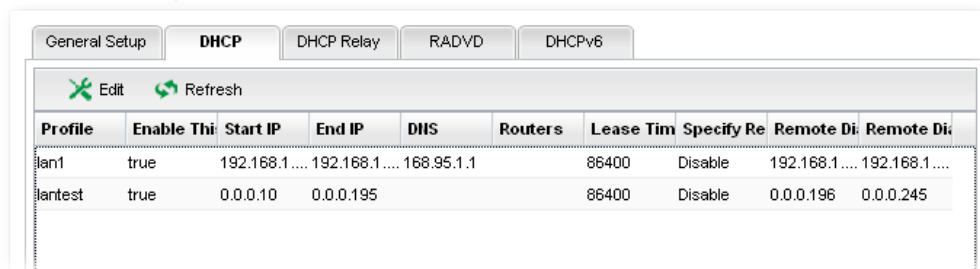 General Setup DHCP DHCP Relay RADVD DHCPv6
Edit Refresh
Profile Enable This Start IP End IP DNS Routers Lease Tim Specify Re Remote Dia Remote Dia
lan1 true 192.168.1.... 192.168.1.... 168.95.1.1 86400 Disable 192.168.1.... 192.168.1....
lantest true 0.0.0.10 0.0.0.195 86400 Disable 0.0.0.196 0.0.0.245